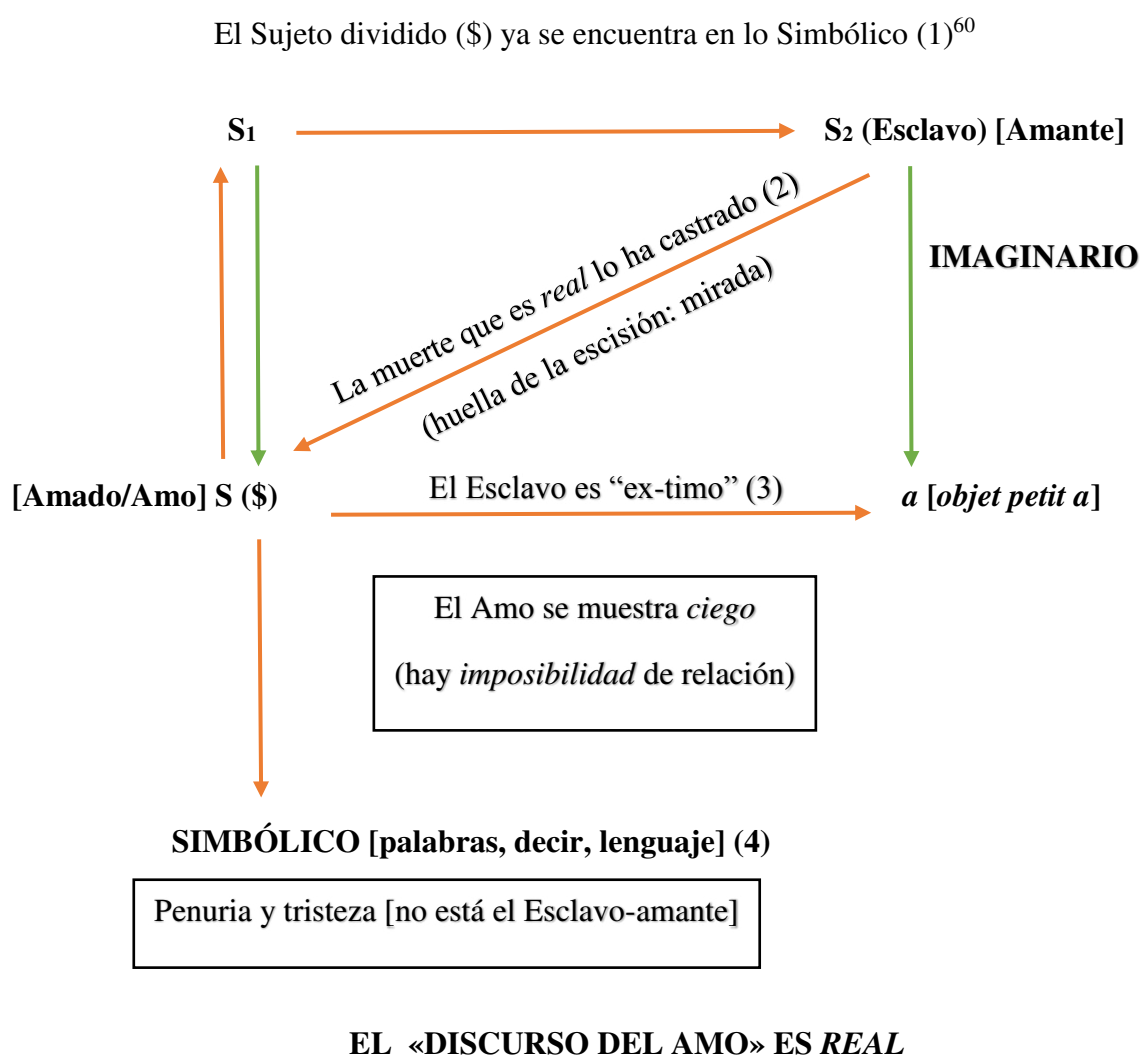 El Sujeto dividido ($) ya se encuentra en lo Simbólico (1)60
S1
S2 (Esclavo) [Amante]
La muerte que es real lo ha castrado (2)
(huella de la escisión: mirada)
IMAGINARIO
[Amado/Amo] S ($)
El Esclavo es “ex-timo” (3)
a [objet petit a]
El Amo se muestra ciego
(hay imposibilidad de relación)
SIMBÓLICO [palabras, decir, lenguaje] (4)
Penuria y tristeza [no está el Esclavo-amante]
EL «DISCURSO DEL AMO» ES REAL